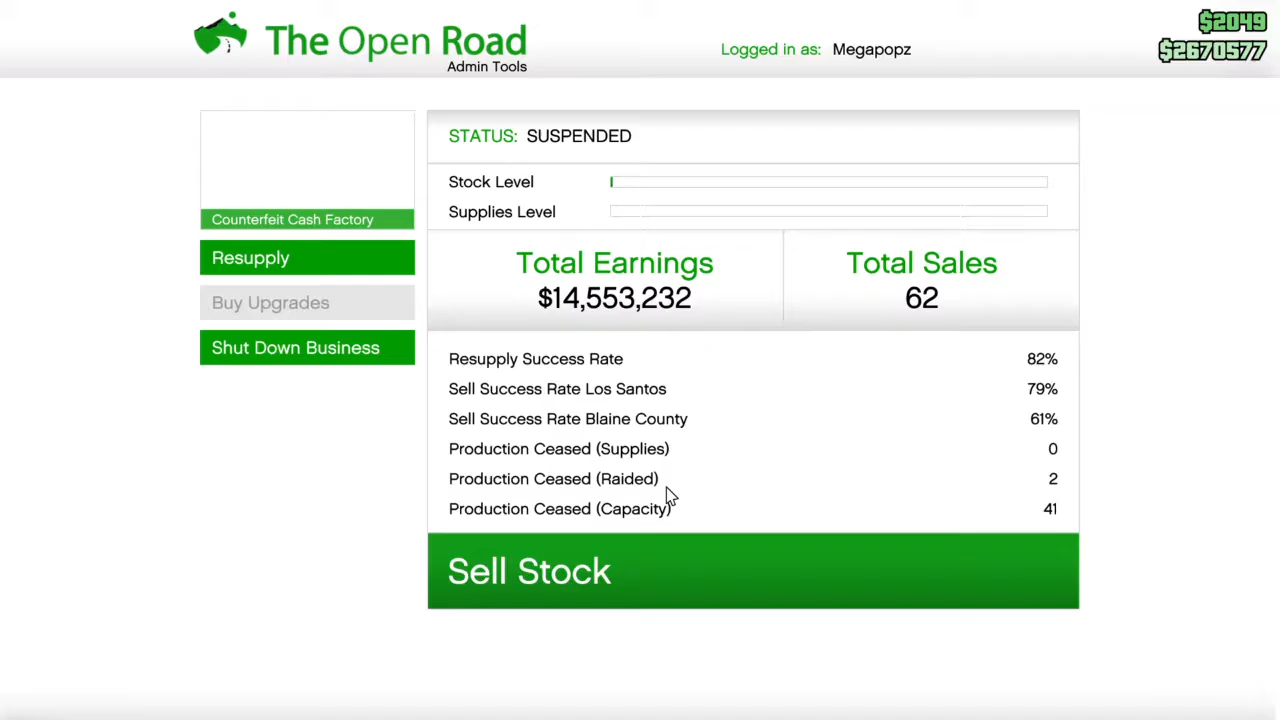 The Open Road
Admin Tools
Logged in as: Megapopz
$2049
$2670577
Counterfeit Cash Factory
Resupply
Buy Upgrades
Shut Down Business
STATUS: SUSPENDED
Stock Level
Supplies Level
Total Earnings
$14,553,232
Total Sales
62
Resupply Success Rate 82%
Sell Success Rate Los Santos 79%
Sell Success Rate Blaine County 61%
Production Ceased (Supplies) 0
Production Ceased (Raided) 2
Production Ceased (Capacity) 41
Sell Stock